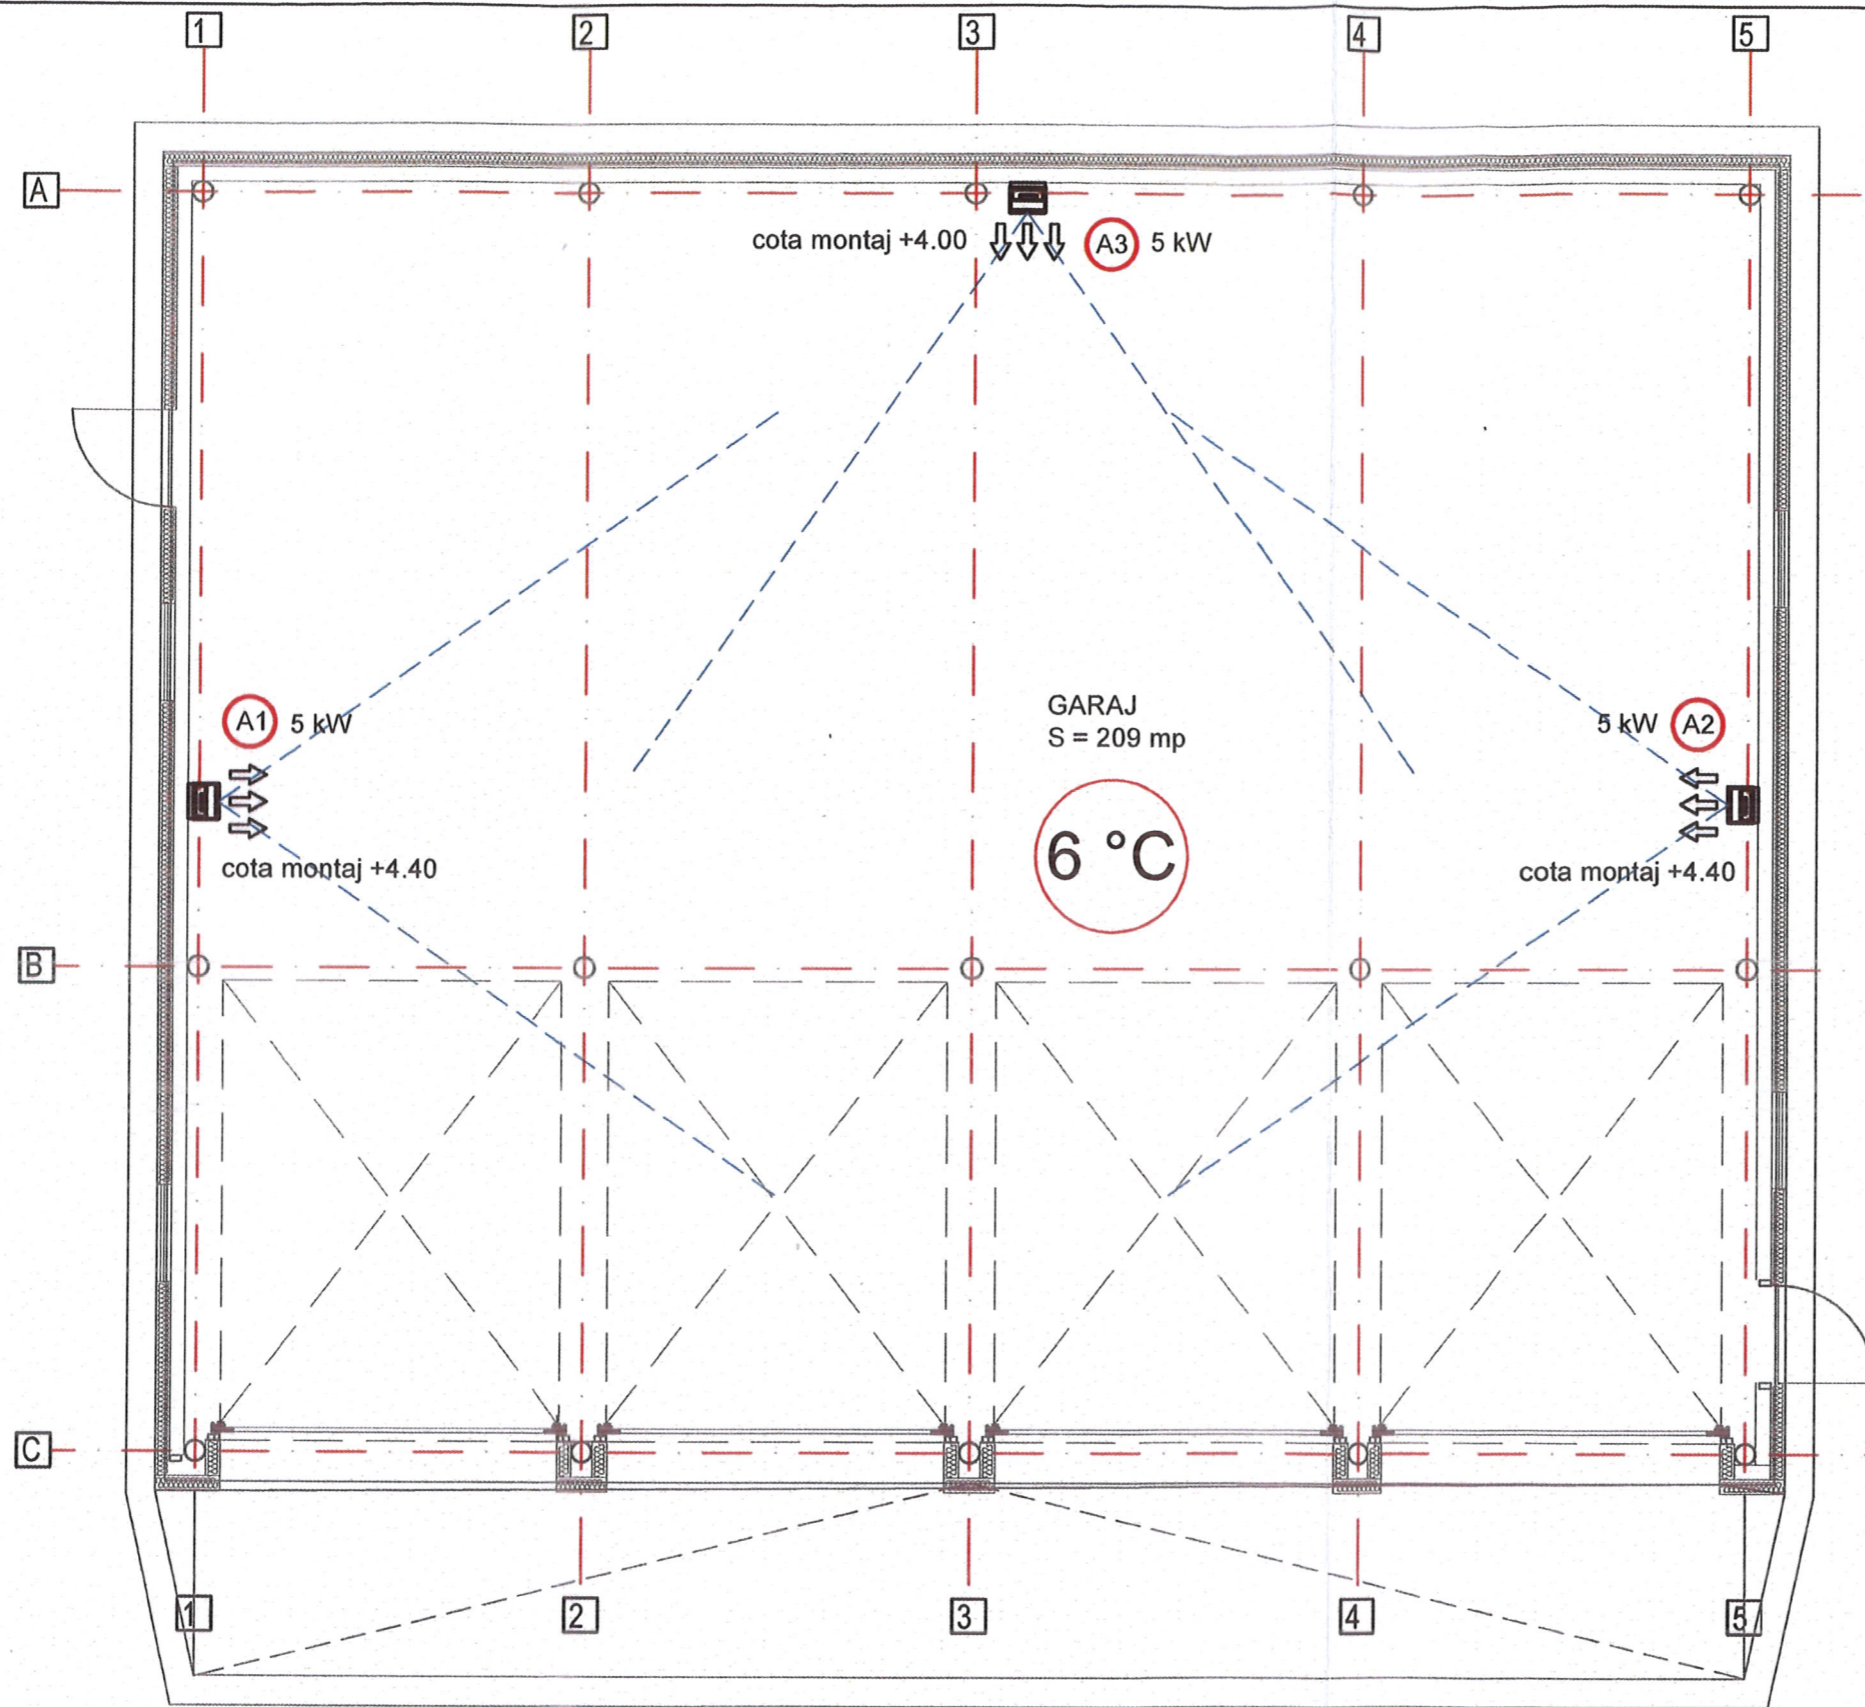 1 2 3 4 5
A
cota montaj +4.00 A3 5 kW
GARAJ
S = 209 mp
A1 5 kW
5 kW A2
6 °C
cota montaj +4.40
cota montaj +4.40
B
C
1 2 3 4 5